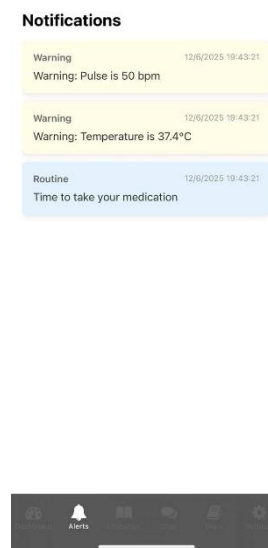 Notifications
Warning 12/6/2025 19:43:21
Warning: Pulse is 50 bpm
Warning 12/6/2025 19:43:21
Warning: Temperature is 37.4°C
Routine 12/6/2025 19:43:21
Time to take your medication
Alerts